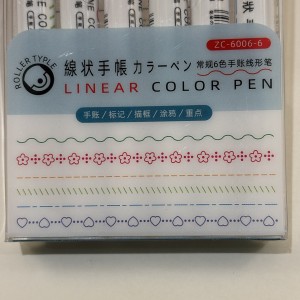 ZC-6006-6
ROLLER TYPLE
線状手帳カラーペン
常规6色手账线形笔
LINEAR COLOR PEN
手账/标记/描框/涂鸦/重点